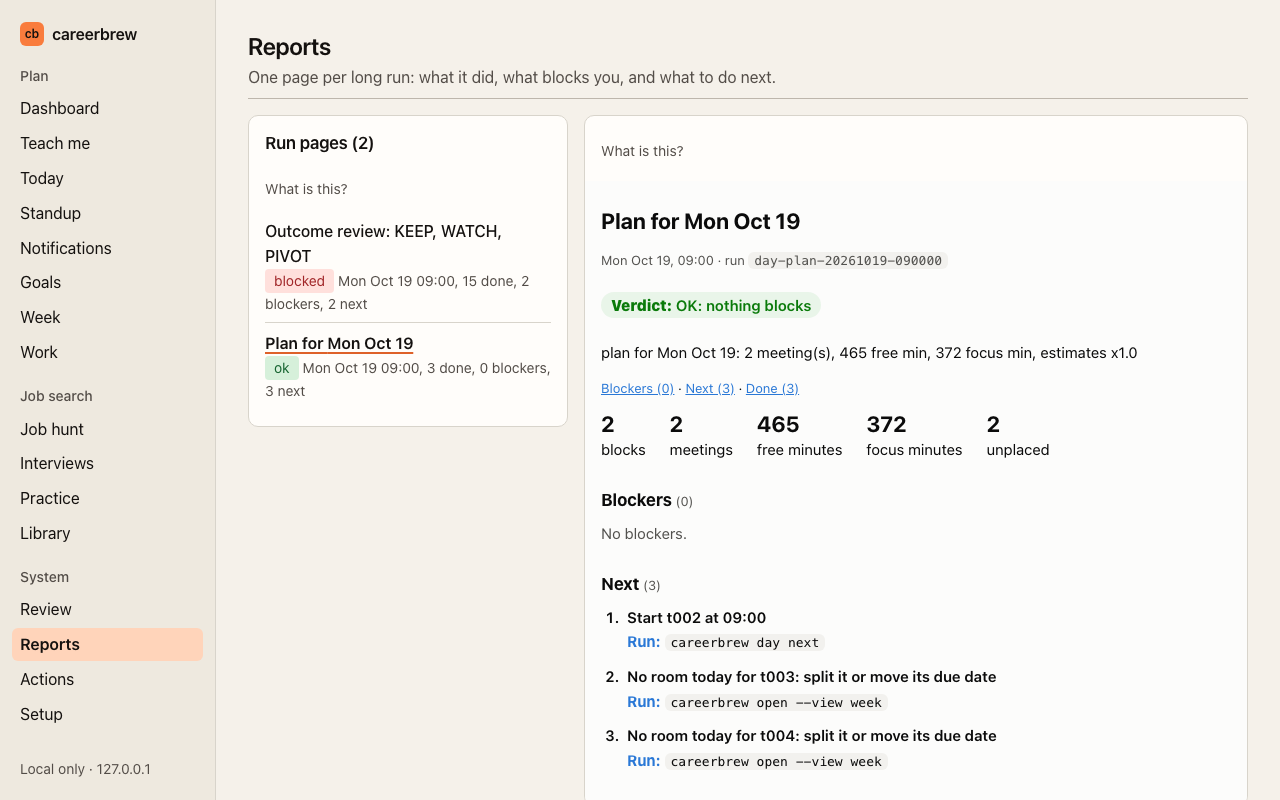 cb careerbrew
Plan
Dashboard
Teach me
Today
Standup
Notifications
Goals
Week
Work
Job search
Job hunt
Interviews
Practice
Library
System
Review
Reports
Actions
Setup
Local only · 127.0.0.1
Reports
One page per long run: what it did, what blocks you, and what to do next.
Run pages (2)
What is this?
Outcome review: KEEP, WATCH,
PIVOT
blocked Mon Oct 19 09:00, 15 done, 2
blockers, 2 next
Plan for Mon Oct 19
ok Mon Oct 19 09:00, 3 done, 0 blockers,
3 next
What is this?
Plan for Mon Oct 19
Mon Oct 19, 09:00 · run day-plan-20261019-090000
Verdict: OK: nothing blocks
plan for Mon Oct 19: 2 meeting(s), 465 free min, 372 focus min, estimates x1.0
Blockers (0) · Next (3) · Done (3)
2 2 465 372 2
blocks meetings free minutes focus minutes unplaced
Blockers (0)
No blockers.
Next (3)
1. Start t002 at 09:00
Run: careerbrew day next
2. No room today for t003: split it or move its due date
Run: careerbrew open --view week
3. No room today for t004: split it or move its due date
Run: careerbrew open --view week